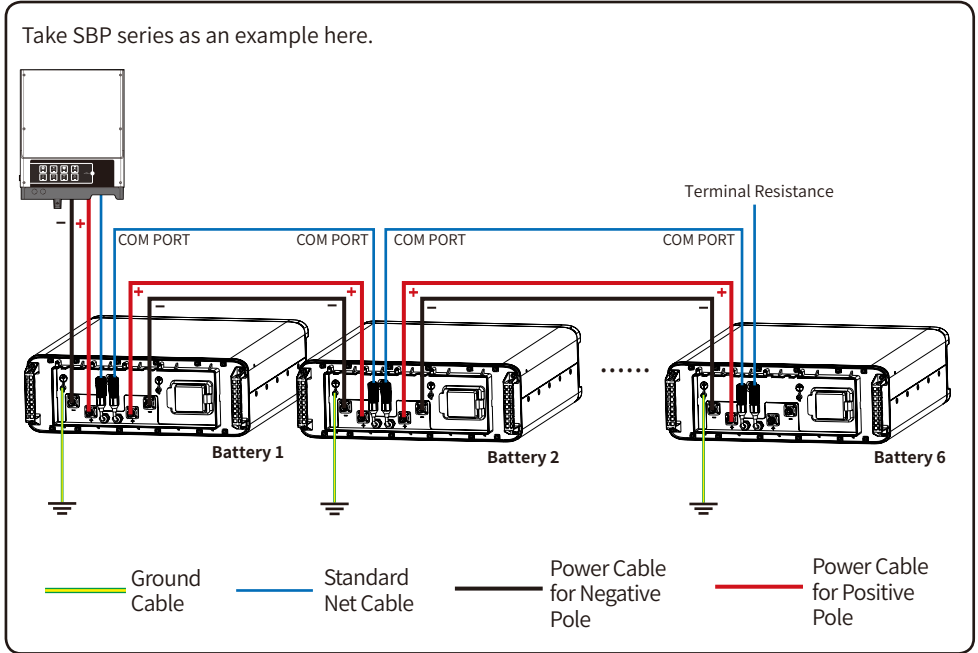 Take SBP series as an example here.
Terminal Resistance
− +
COM PORT COM PORT COM PORT COM PORT
+ + + +
− − − −
......
Battery 1
Battery 2
Battery 6
Ground
Cable
Standard
Net Cable
Power Cable
for Negative
Pole
Power Cable
for Positive
Pole